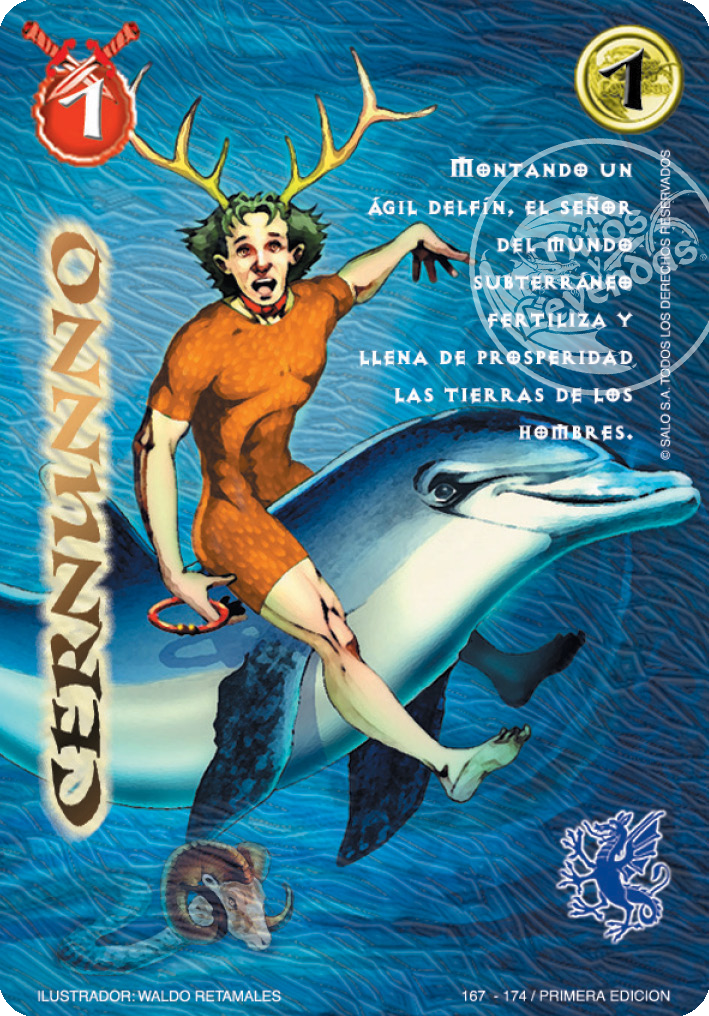 1
1
CERNUNNO
MONTANDO UN
ÁGIL DELFÍN, EL SEÑOR
DEL MUNDO
SUBTERRÁNEO
FERTILIZA Y
LLENA DE PROSPERIDAD
LAS TIERRAS DE LOS
HOMBRES.
mitos y
leyendas
© SALO S.A. TODOS LOS DERECHOS RESERVADOS
ILUSTRADOR: WALDO RETAMALES
167 - 174 / PRIMERA EDICION